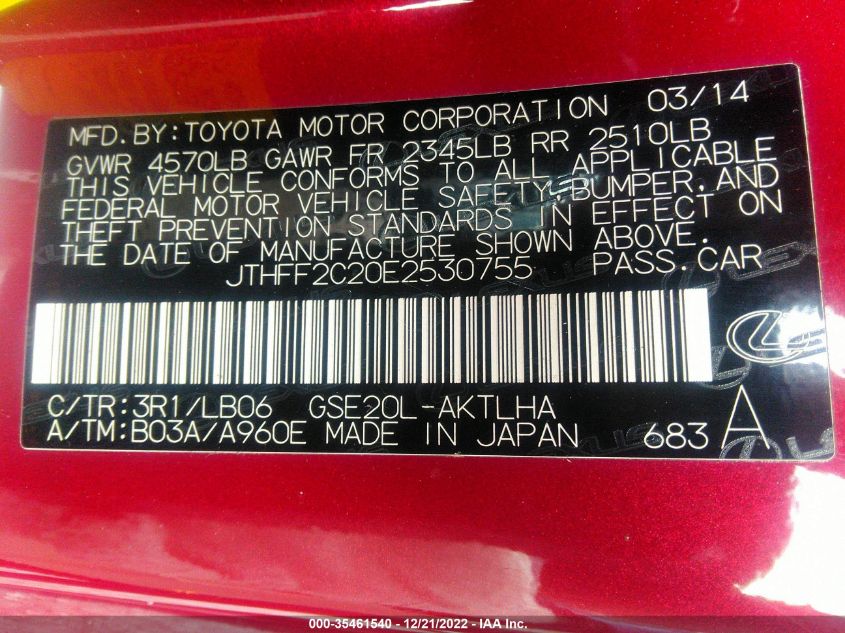 MFD.BY:TOYOTA MOTOR CORPORATION 03/14
GVWR 4570LB GAWR FR 2345LB RR 2510LB
THIS VEHICLE CONFORMS TO ALL APPLICABLE
FEDERAL MOTOR VEHICLE SAFETY,BUMPER,AND
THEFT PREVENTION STANDARDS IN EFFECT ON
THE DATE OF MANUFACTURE SHOWN ABOVE.
JTHFF2C20E2530755 PASS.CAR
C/TR:3R1/LB06 GSE20L-AKTLHA
A/TM:B03A/A960E MADE IN JAPAN 683 A
000-35461540 - 12/21/2022 - IAA Inc.